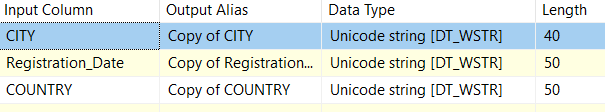 Input Column Output Alias Data Type Length
CITY Copy of CITY Unicode string [DT_WSTR] 40
Registration_Date Copy of Registration... Unicode string [DT_WSTR] 50
COUNTRY Copy of COUNTRY Unicode string [DT_WSTR] 50